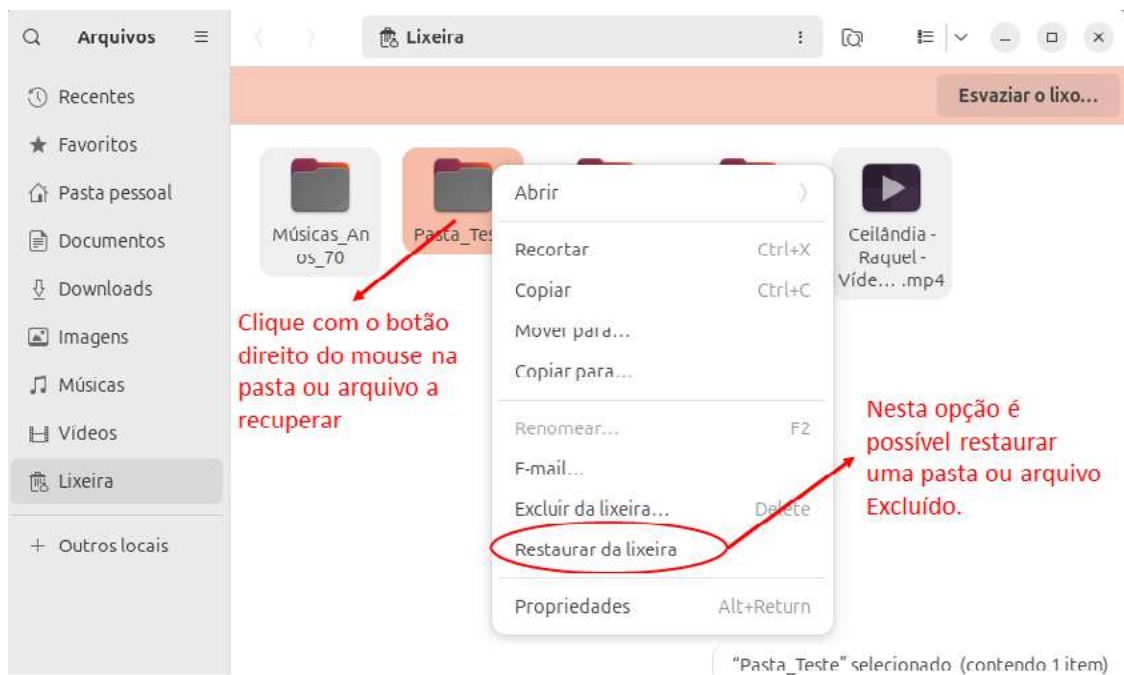 Arquivos
Lixeira
Esvaziar o lixo...
Recentes
Favoritos
Pasta pessoal
Documentos
Downloads
Imagens
Músicas
Vídeos
Lixeira
+ Outros locais
Músicas_An
os_70
Pasta_Tes
Ceilândia -
Raquel -
Víde... .mp4
Abrir
Recortar Ctrl+X
Copiar Ctrl+C
Mover para...
Copiar para...
Renomear... F2
E-mail...
Excluir da lixeira... Delete
Restaurar da lixeira
Propriedades Alt+Return
Clique com o botão
direito do mouse na
pasta ou arquivo a
recuperar
Nesta opção é
possível restaurar
uma pasta ou arquivo
Excluído.
"Pasta_Teste" selecionado (contendo 1 item)